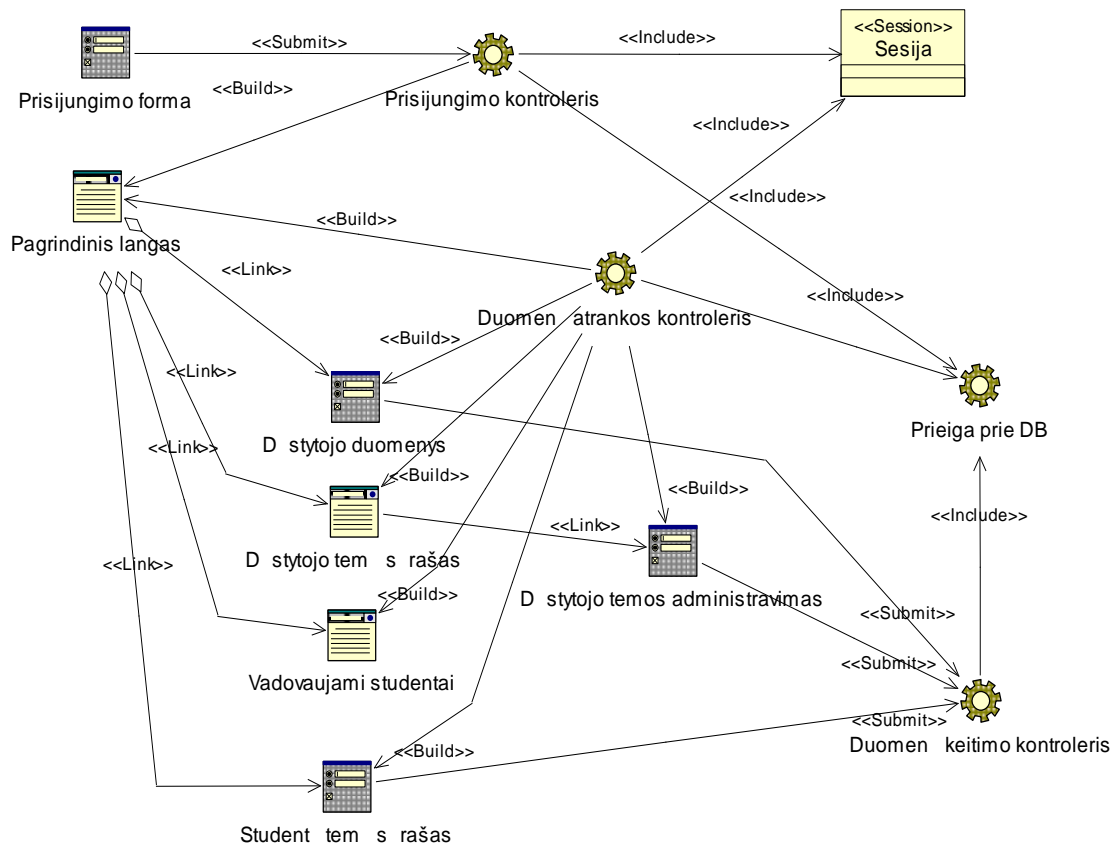 <<Session>>
<<Submit>>
<<Include>>
Sesija
<<Build>>
Prisijungimo forma
Prisijungimo kontroleris
<<Include>>
<<Include>>
<<Build>>
Pagrindinis langas
<<Link>>
<<Include>>
Duomen atrankos kontroleris
<<Build>>
<<Link>>
Prieiga prie DB
D stytojo duomenys
<<Link>>
<<Build>>
<<Build>>
<<Include>>
<<Link>>
D stytojo tem s rašas
<<Link>>
<<Build>>
D stytojo temos administravimas
<<Submit>>
<<Submit>>
Vadovaujami studentai
<<Submit>>
Duomen keitimo kontroleris
<<Build>>
Student tem s rašas